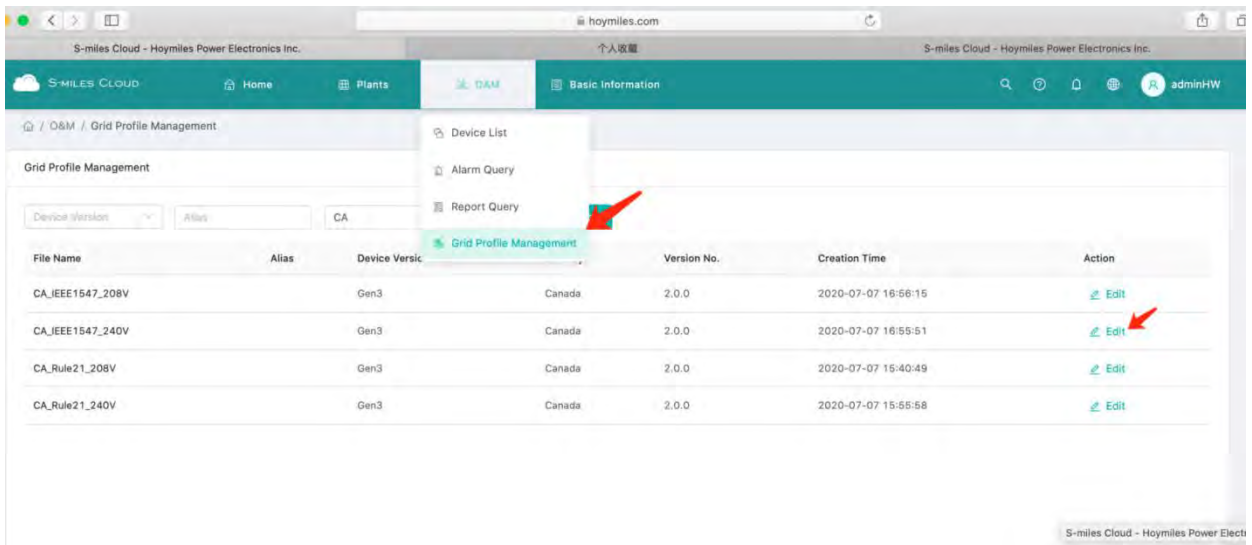 hoymiles.com
S-miles Cloud - Hoymiles Power Electronics Inc.
个人收藏
S-miles Cloud - Hoymiles Power Electronics Inc.
S-MILES CLOUD
Home
Plants
O&M
Basic Information
adminHW
/ O&M / Grid Profile Management
Device List
Grid Profile Management
Alarm Query
Device Version
Alias
CA
Report Query
Grid Profile Management
File Name Alias Device Versio Version No. Creation Time Action
CA_IEEE1547_208V Gen3 Canada 2.0.0 2020-07-07 16:56:15 Edit
CA_IEEE1547_240V Gen3 Canada 2.0.0 2020-07-07 16:55:51 Edit
CA_Rule21_208V Gen3 Canada 2.0.0 2020-07-07 15:40:49 Edit
CA_Rule21_240V Gen3 Canada 2.0.0 2020-07-07 15:55:58 Edit
S-miles Cloud - Hoymiles Power Electr